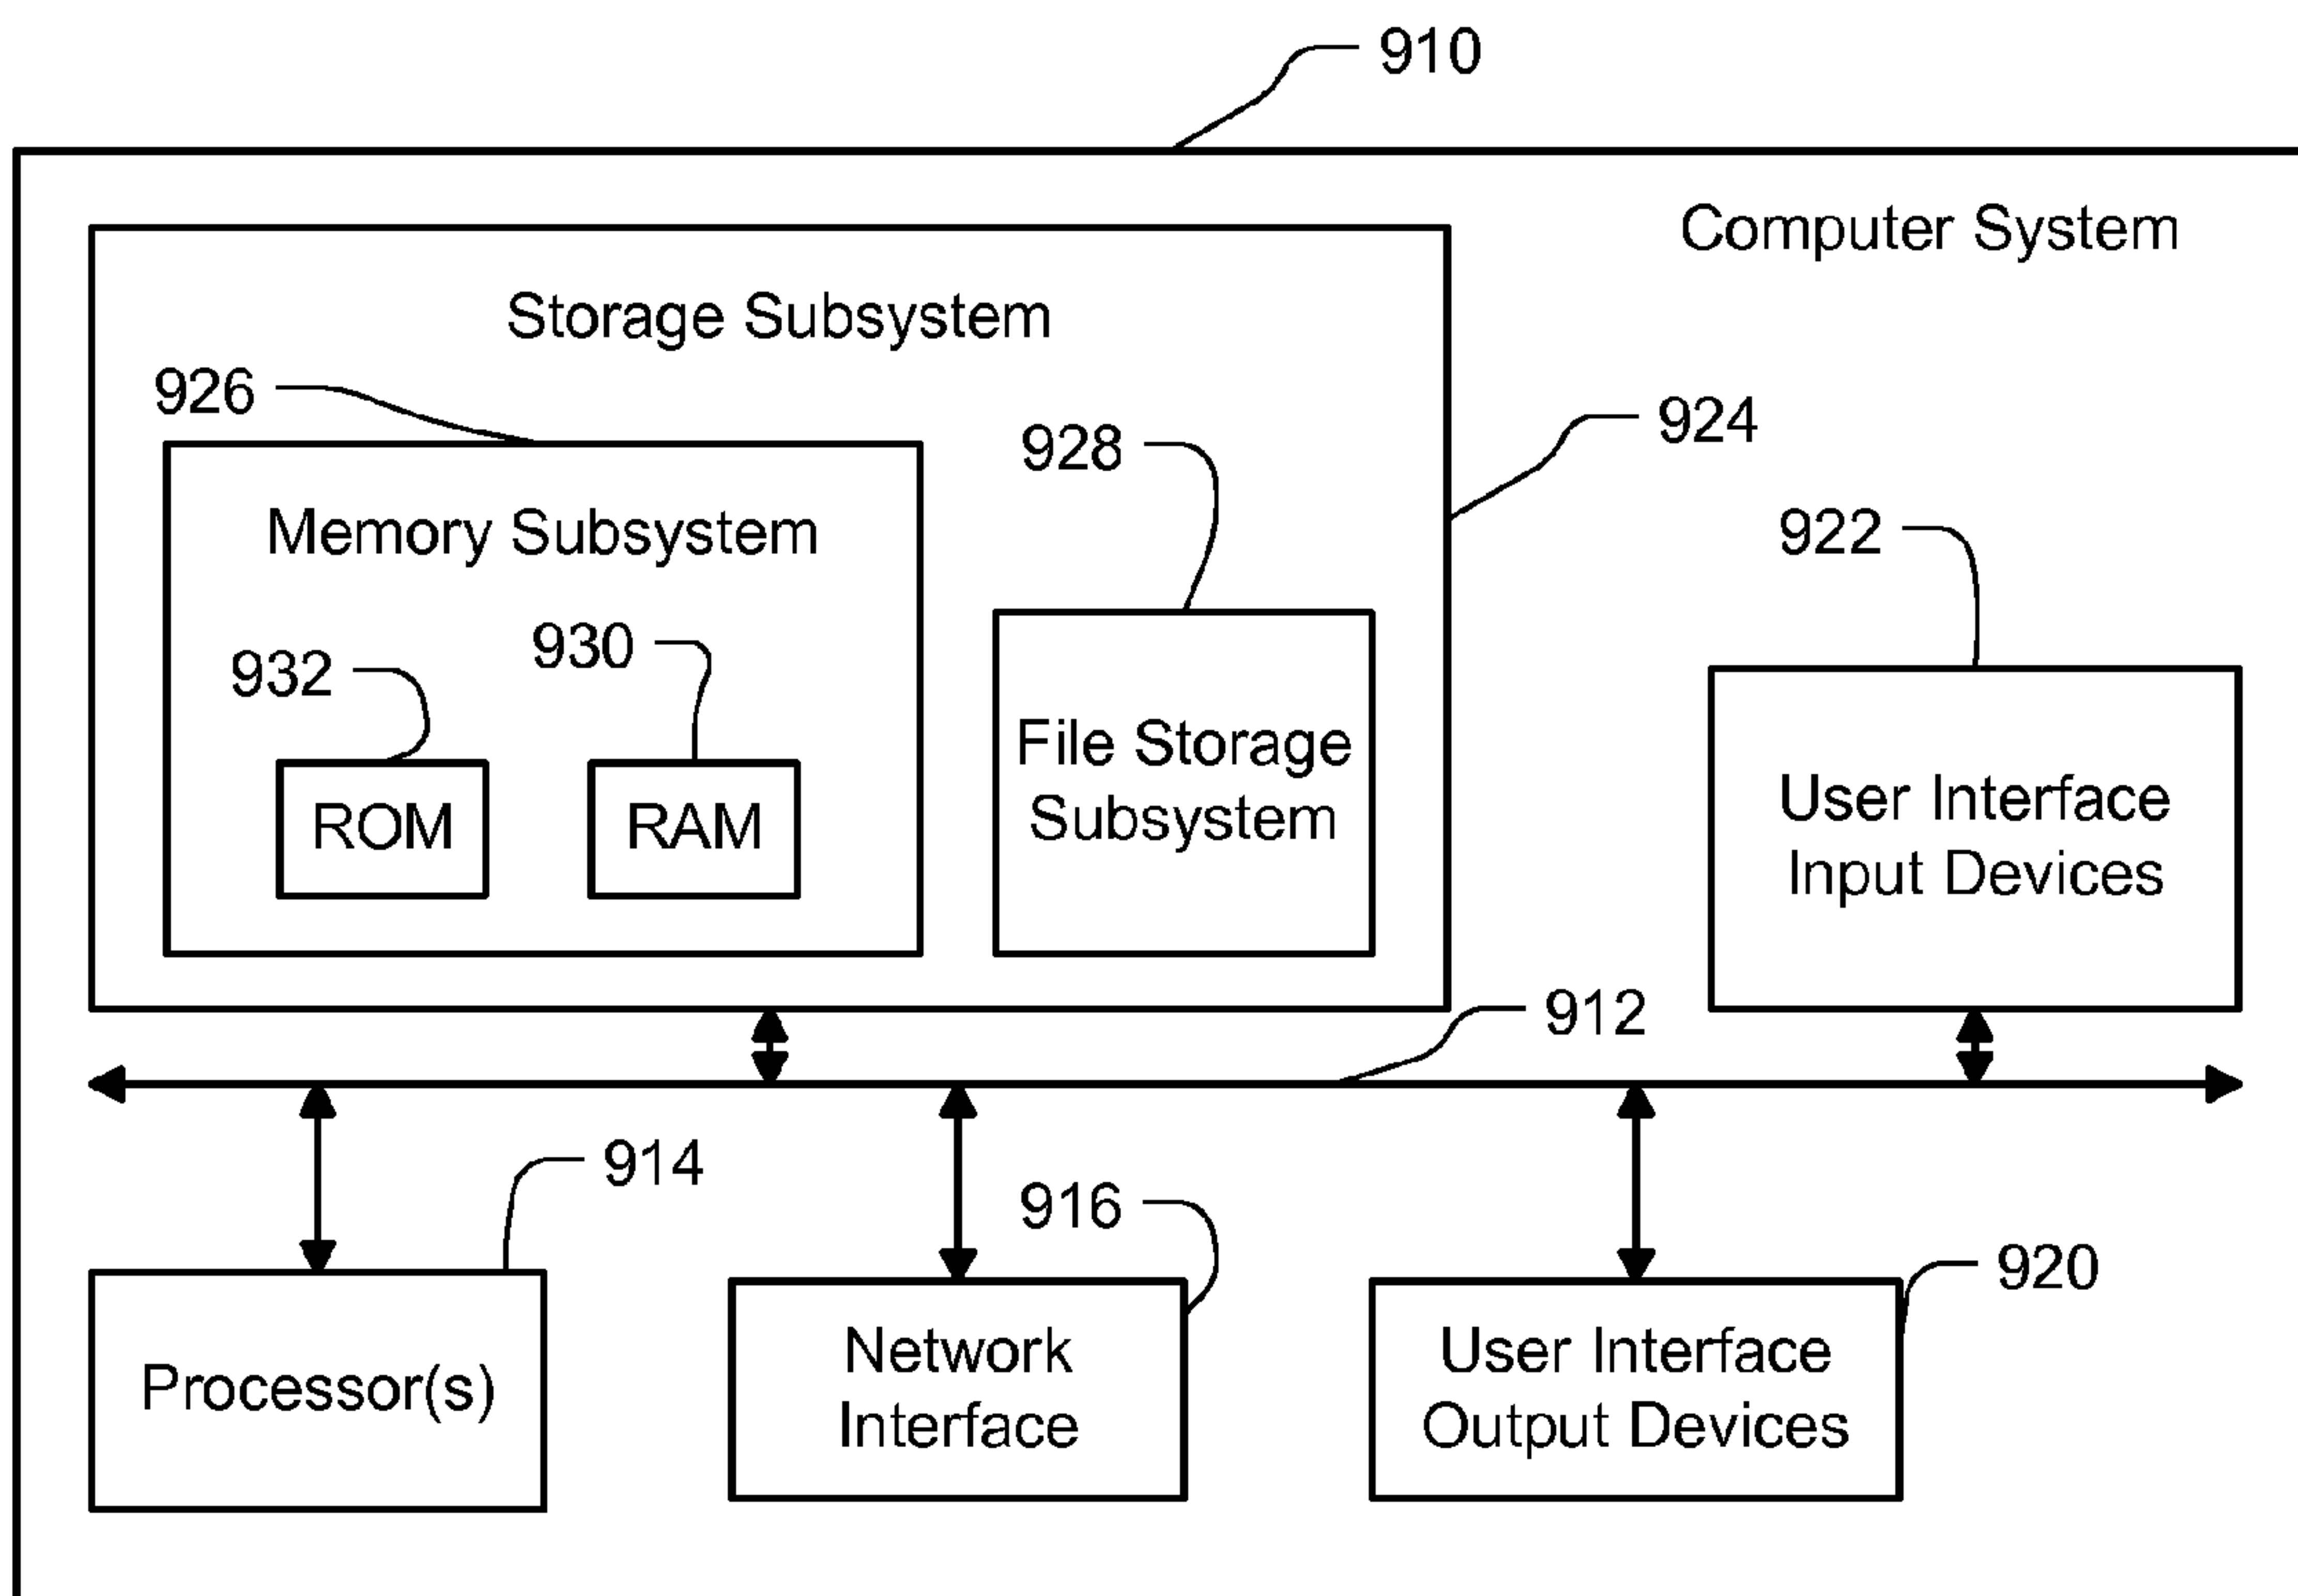 910
Computer System
Storage Subsystem
926
924
928
Memory Subsystem
922
930
932
File Storage
Subsystem
ROM
RAM
User Interface
Input Devices
912
914
916
920
Processor(s)
Network
Interface
User Interface
Output Devices